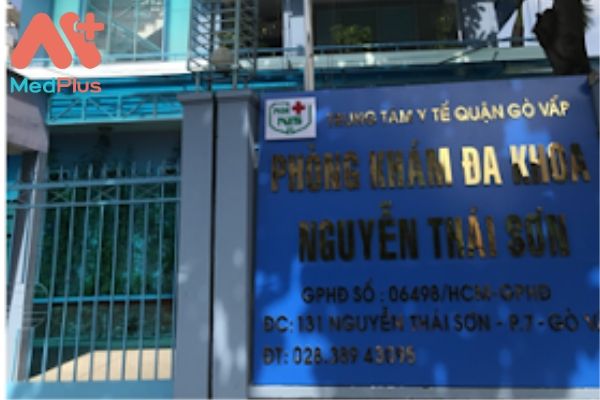 MedPlus
TRUNG TÂM Y TẾ QUẬN GÒ VẤP
PHÒNG KHÁM ĐA KHOA
NGUYỄN THÁI SƠN
GPHĐ SỐ : 06498/HCM-GPHĐ
ĐC: 131 NGUYỄN THÁI SƠN - P.7 - GÒ
ĐT: 028.389 43095